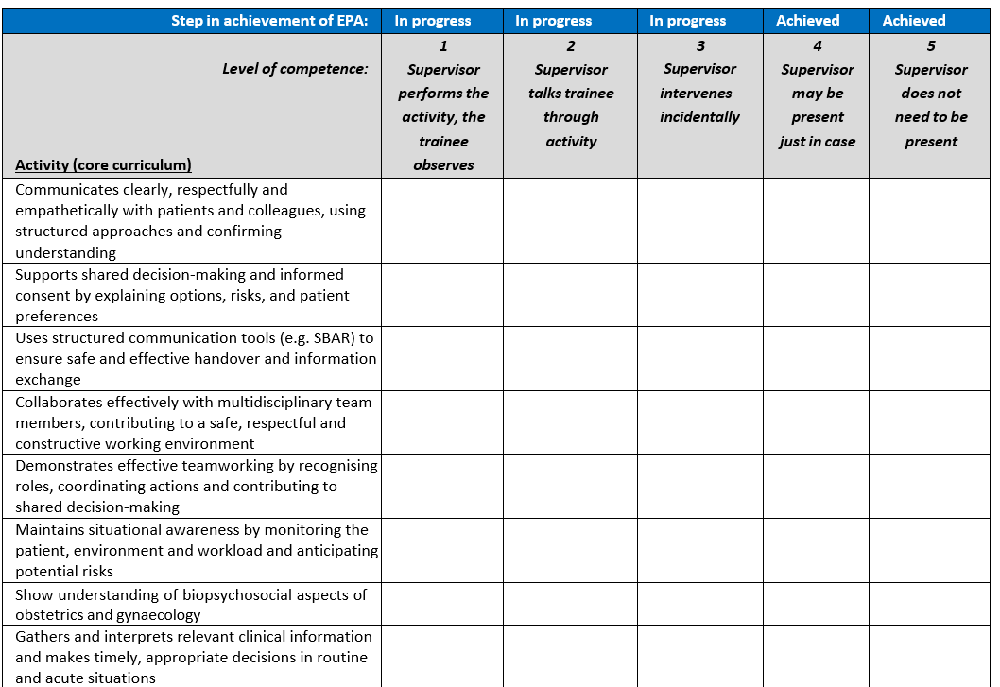 Step in achievement of EPA: In progress In progress In progress Achieved Achieved
Level of competence:
1
Supervisor
performs the
activity, the
trainee
observes
2
Supervisor
talks trainee
through
activity
3
Supervisor
intervenes
incidentally
4
Supervisor
may be
present
just in case
5
Supervisor
does not
need to be
present
Activity (core curriculum)
Communicates clearly, respectfully and
empathetically with patients and colleagues, using
structured approaches and confirming
understanding
Supports shared decision-making and informed
consent by explaining options, risks, and patient
preferences
Uses structured communication tools (e.g. SBAR) to
ensure safe and effective handover and information
exchange
Collaborates effectively with multidisciplinary team
members, contributing to a safe, respectful and
constructive working environment
Demonstrates effective teamworking by recognising
roles, coordinating actions and contributing to
shared decision-making
Maintains situational awareness by monitoring the
patient, environment and workload and anticipating
potential risks
Show understanding of biopsychosocial aspects of
obstetrics and gynaecology
Gathers and interprets relevant clinical information
and makes timely, appropriate decisions in routine
and acute situations